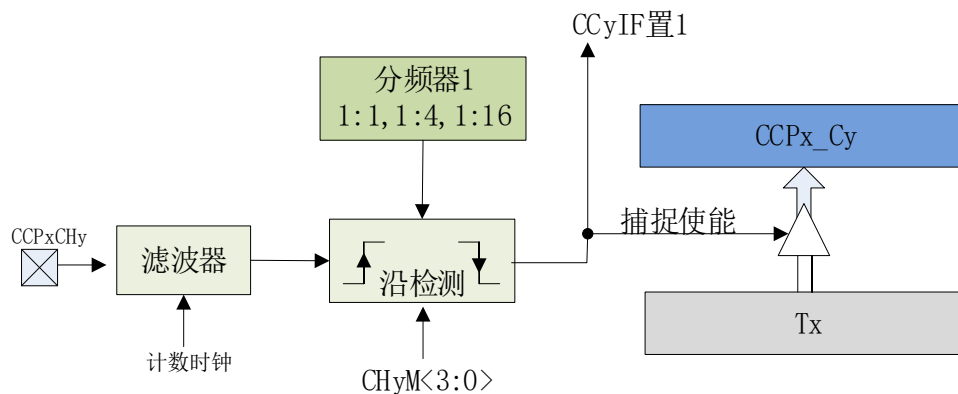 CCyIF置1
分频器1
1:1,1:4,1:16
CCPx_Cy
CCPxCHy
滤波器
沿检测
捕捉使能
Tx
计数时钟
CHyM<3:0>